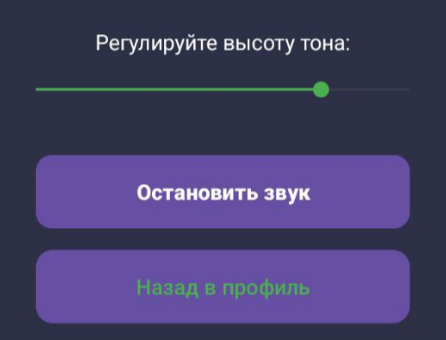 Регулируйте высоту тона:
Остановить звук
Назад в профиль